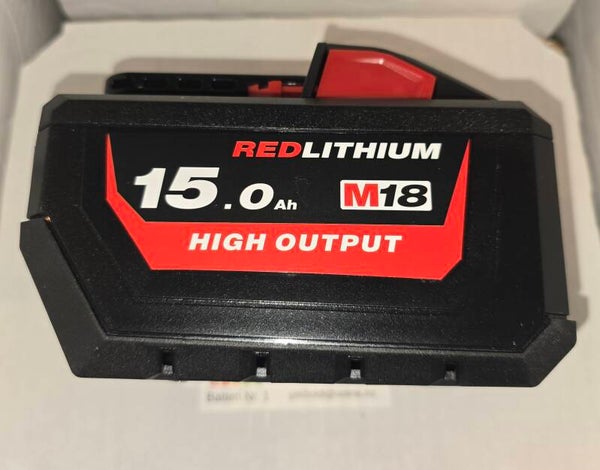 REDLITHIUM
15.0Ah
M18
HIGH OUTPUT